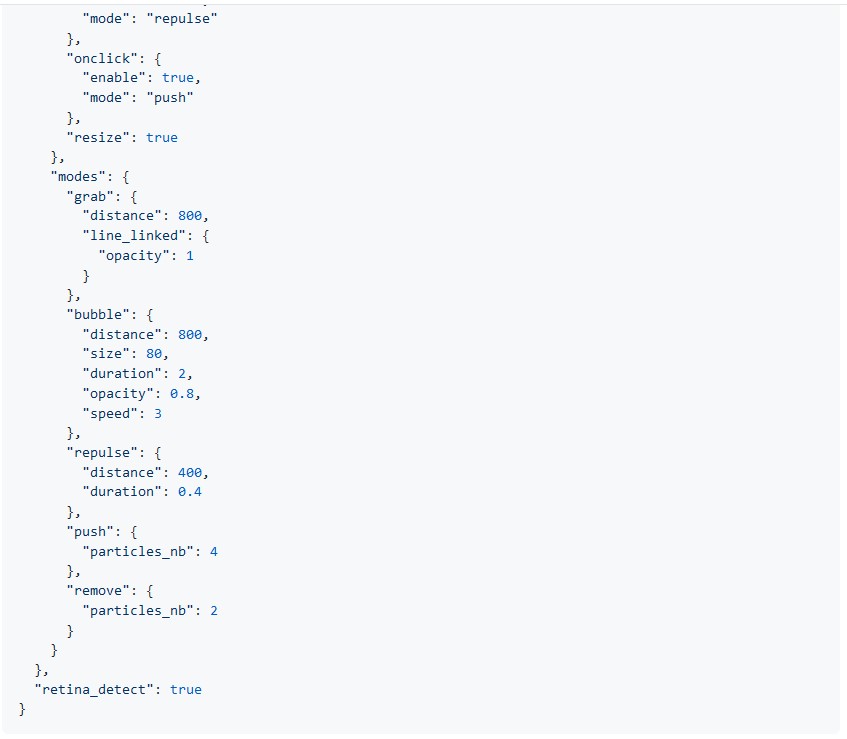 "mode": "repulse"
},
"onclick": {
"enable": true,
"mode": "push"
},
"resize": true
},
"modes": {
"grab": {
"distance": 800,
"line_linked": {
"opacity": 1
}
},
"bubble": {
"distance": 800,
"size": 80,
"duration": 2,
"opacity": 0.8,
"speed": 3
},
"repulse": {
"distance": 400,
"duration": 0.4
},
"push": {
"particles_nb": 4
},
"remove": {
"particles_nb": 2
}
}
},
"retina_detect": true
}